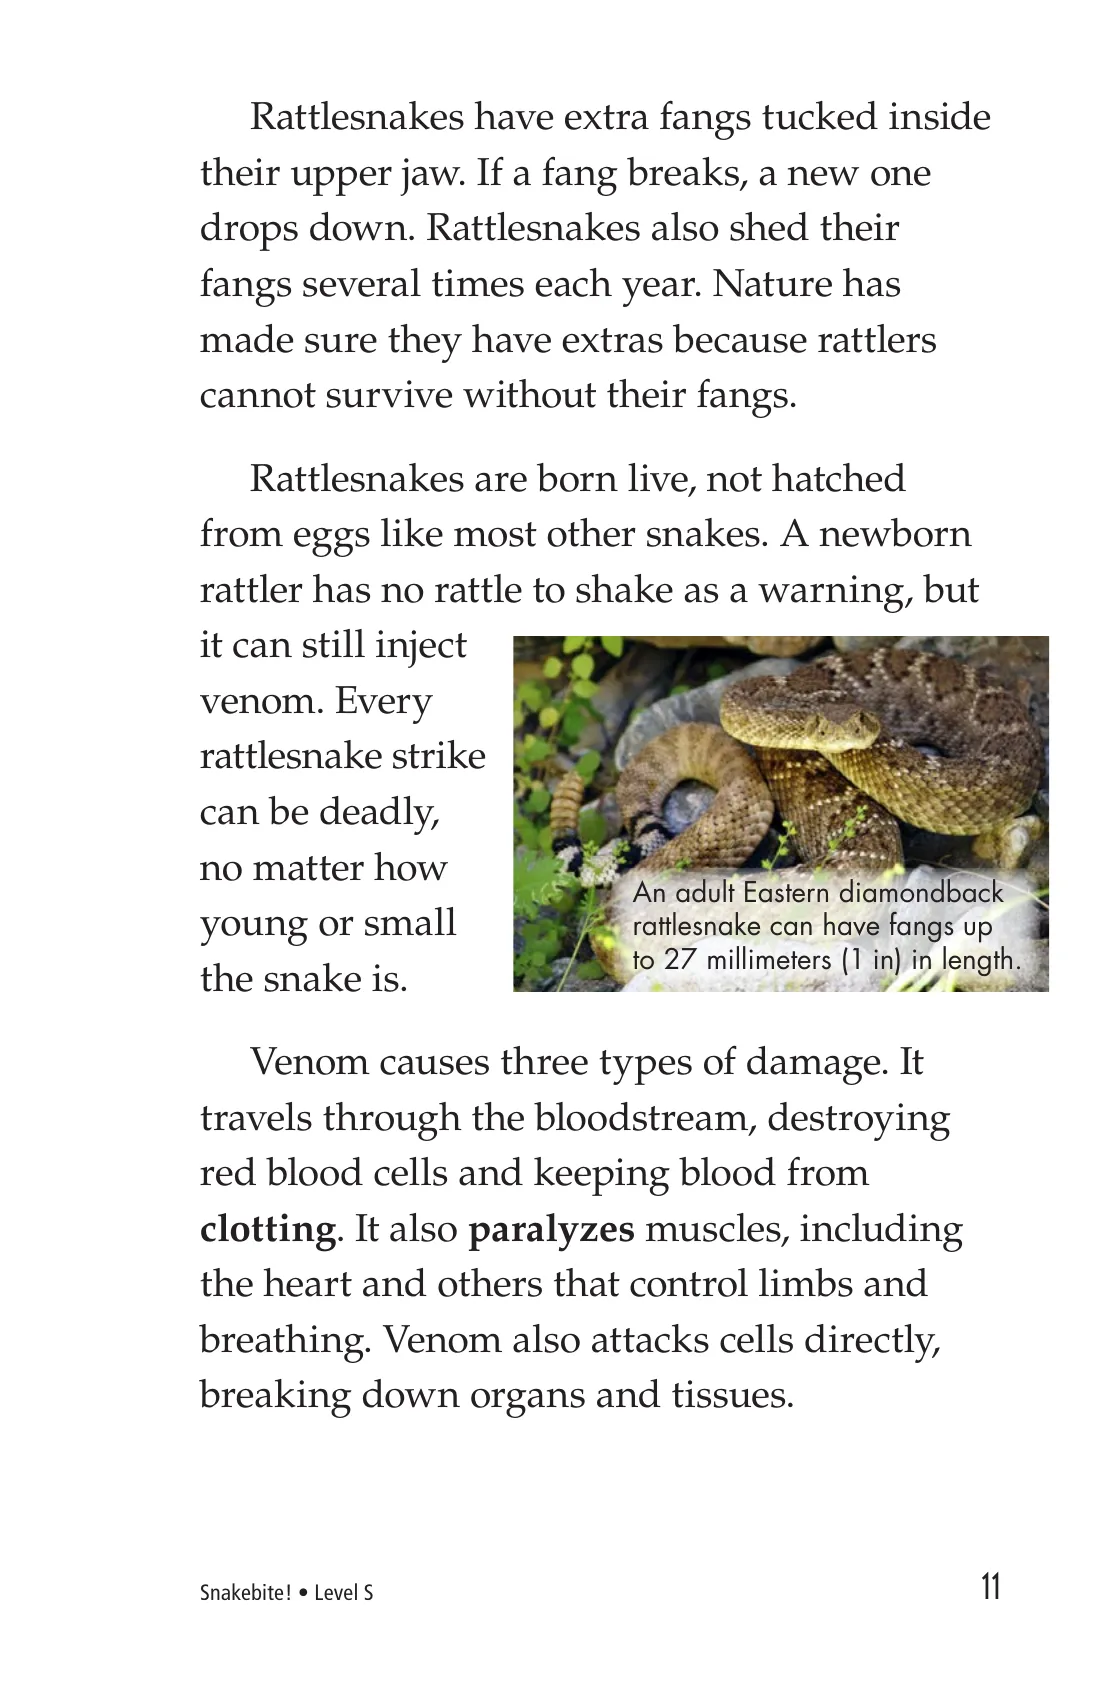 Rattlesnakes have extra fangs tucked inside
their upper jaw. If a fang breaks, a new one
drops down. Rattlesnakes also shed their
fangs several times each year. Nature has
made sure they have extras because rattlers
cannot survive without their fangs.
Rattlesnakes are born live, not hatched
from eggs like most other snakes. A newborn
rattler has no rattle to shake as a warning, but
it can still inject
venom. Every
rattlesnake strike
can be deadly,
no matter how
young or small
the snake is.
An adult Eastern diamondback
rattlesnake can have fangs up
to 27 millimeters (1 in) in length.
Venom causes three types of damage. It
travels through the bloodstream, destroying
red blood cells and keeping blood from
clotting. It also paralyzes muscles, including
the heart and others that control limbs and
breathing. Venom also attacks cells directly,
breaking down organs and tissues.
Snakebite! • Level S
11